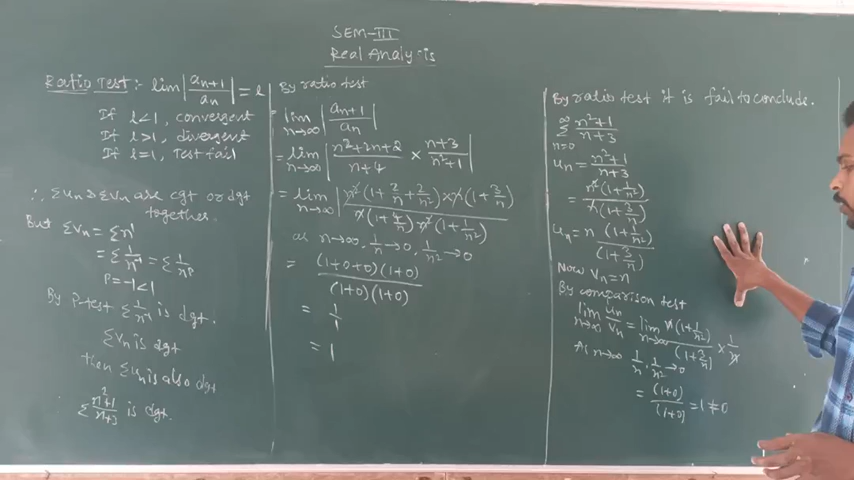 SEM-III
Real Analysis
Ratio Test:- lim |aₙ₊₁/aₙ| = l
If l<1, convergent
If l>1, divergent
If l=1, Test fail
∴ Σuₙ & Σvₙ are cgt or dgt
together.
But Σvₙ = Σn¹
= Σ 1/n⁻¹ = Σ 1/nᵖ
P=-1<1
By P-test Σ 1/n⁻¹ is dgt.
Σvₙ is dgt
then Σuₙ is also dgt
Σ (n²+1)/(n+3) is dgt.
By ratio test
= lim n→∞ |aₙ₊₁/aₙ|
= lim n→∞ |(n²+2n+2)/(n+4) × (n+3)/(n²+1)|
= lim n→∞ |n²(1+2/n+2/n²)×n(1+3/n) / n(1+4/n) n²(1+1/n²)|
as n→∞, 1/n→0, 1/n²→0
= (1+0+0)(1+0) / (1+0)(1+0)
= 1/1
= 1
By ratio test it is fail to conclude.
∞ Σ n=0 (n²+1)/(n+3)
uₙ = (n²+1)/(n+3)
= n²(1+1/n²) / n(1+3/n)
uₙ = n (1+1/n²)/(1+3/n)
Now vₙ=n
By comparison test
lim n→∞ uₙ/vₙ = lim n→∞ n(1+1/n²)/(1+3/n) × 1/n
As n→∞ 1/n, 1/n²→0
= (1+0)/(1+0) = 1 ≠ 0